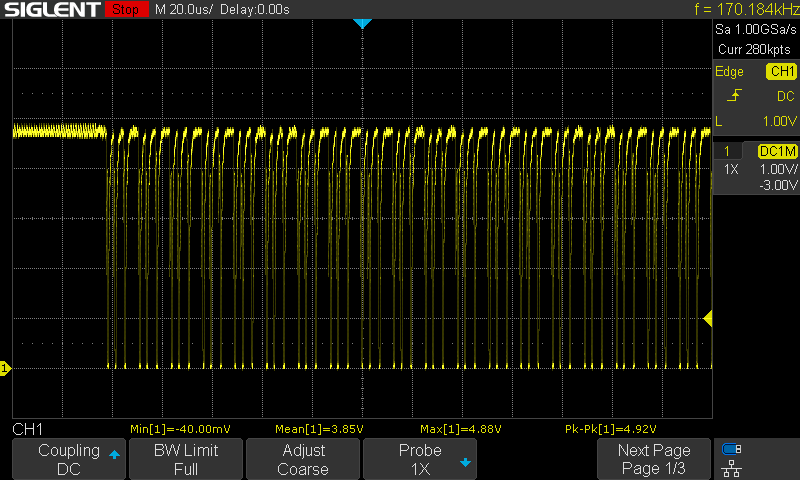 SIGLENT Stop M 20.0us/ Delay:0.00s f = 170.184kHz
Sa 1.00GSa/s
Curr 280kpts
Edge CH1
DC
L 1.00V
1 DC1M
1X 1.00V/
-3.00V
1
CH1 Min[1]=-40.00mV Mean[1]=3.85V Max[1]=4.88V Pk-Pk[1]=4.92V
Coupling BW Limit Adjust Probe Next Page
DC Full Coarse 1X Page 1/3